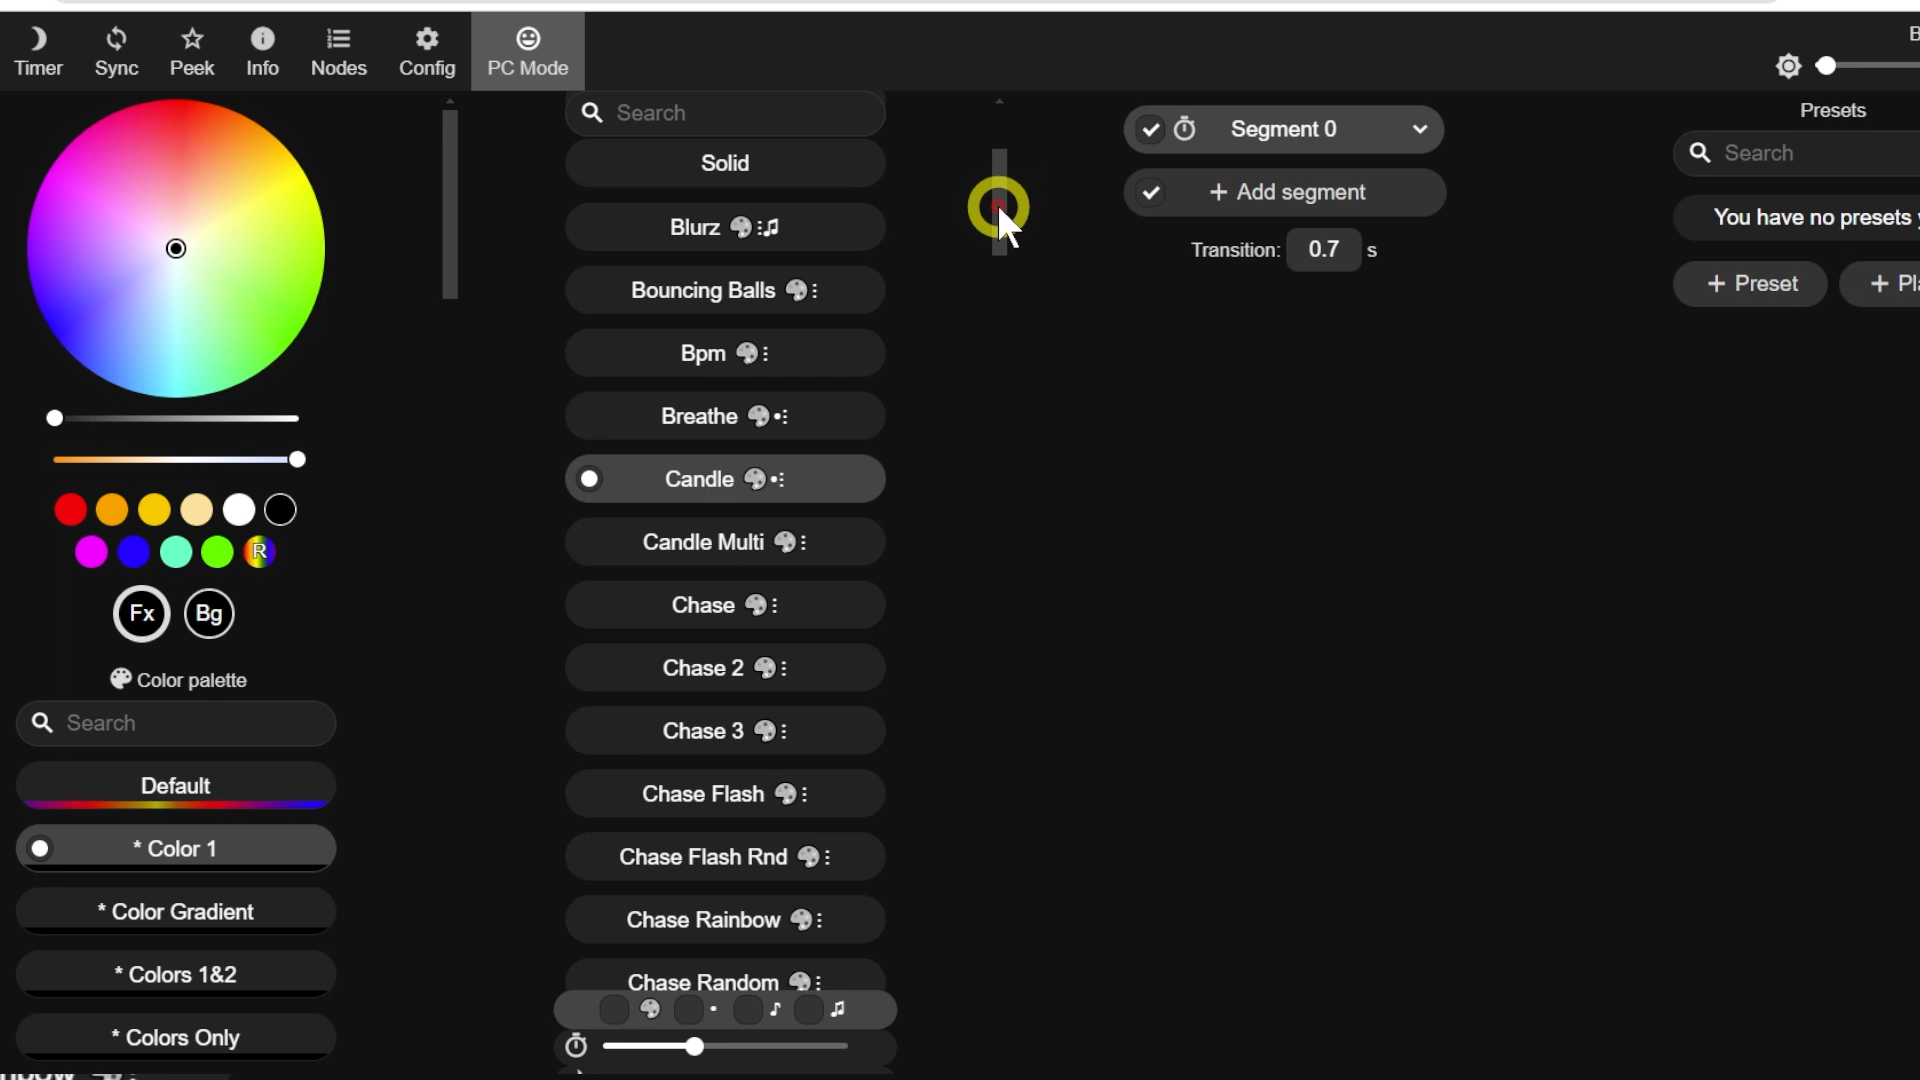 Timer
Sync
Peek
Info
Nodes
Config
PC Mode
B
Search
Solid
Blurz
Bouncing Balls
Bpm
Breathe
Candle
Candle Multi
Chase
Chase 2
Chase 3
Chase Flash
Chase Flash Rnd
Chase Rainbow
Chase Random
R
Fx
Bg
Color palette
Search
Default
* Color 1
* Color Gradient
* Colors 1&2
* Colors Only
Segment 0
+ Add segment
Transition: 0.7 s
Presets
Search
You have no presets
+ Preset
+ Pla